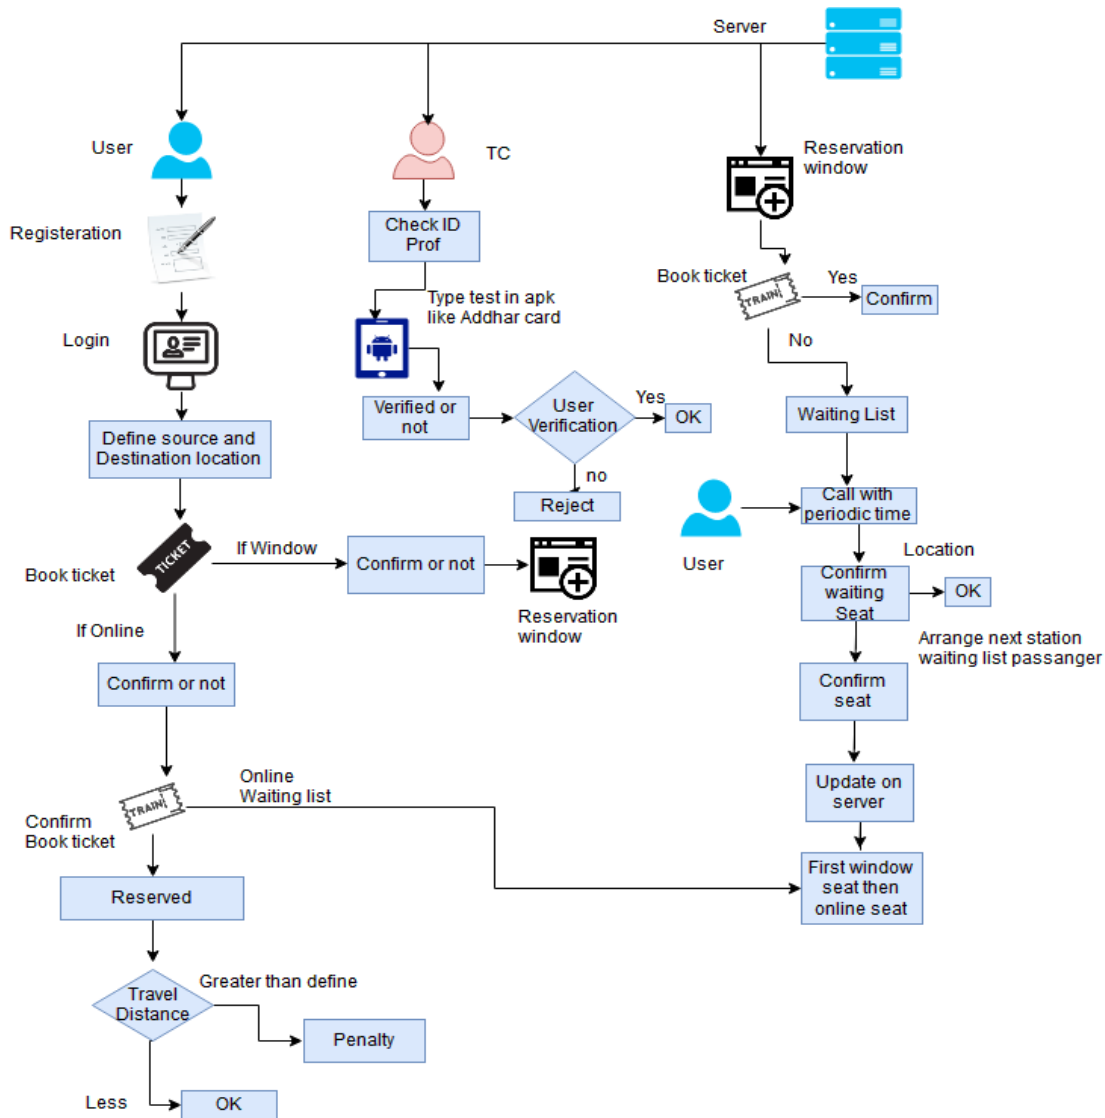 Server
User
TC
Reservation
window
Registeration
Check ID
Prof
Book ticket
TRAIN
Yes
Confirm
Type test in apk
like Addhar card
Login
No
Verified or
not
User
Verification
Yes
OK
Waiting List
Define source and
Destination location
no
Reject
Call with
periodic time
User
TICKET
Book ticket
If Window
Confirm or not
Reservation
window
Location
Confirm
waiting
Seat
OK
If Online
Arrange next station
waiting list passanger
Confirm or not
Confirm
seat
Online
Waiting list
TRAIN
Confirm
Book ticket
Update on
server
Reserved
First window
seat then
online seat
Travel
Distance
Greater than define
Penalty
Less
OK